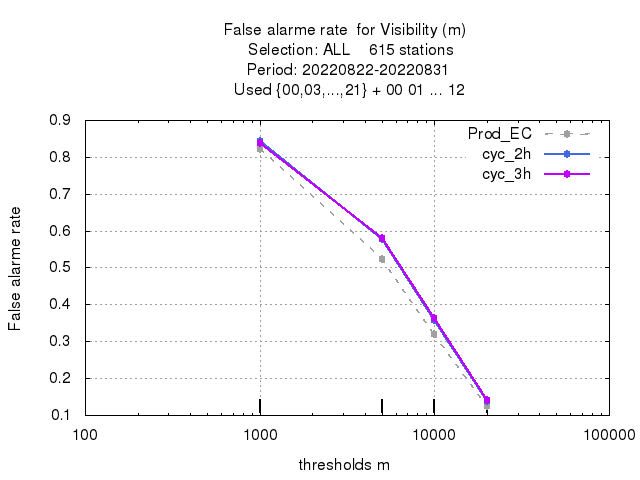 False alarme rate  for Visibility (m)
Selection: ALL    615 stations
Period: 20220822-20220831
Used {00,03,...,21} + 00 01 ... 12
Prod_EC
cyc_2h
cyc_3h
0.9
0.8
0.7
0.6
0.5
0.4
0.3
0.2
0.1
False alarme rate
100
1000
10000
100000
thresholds m